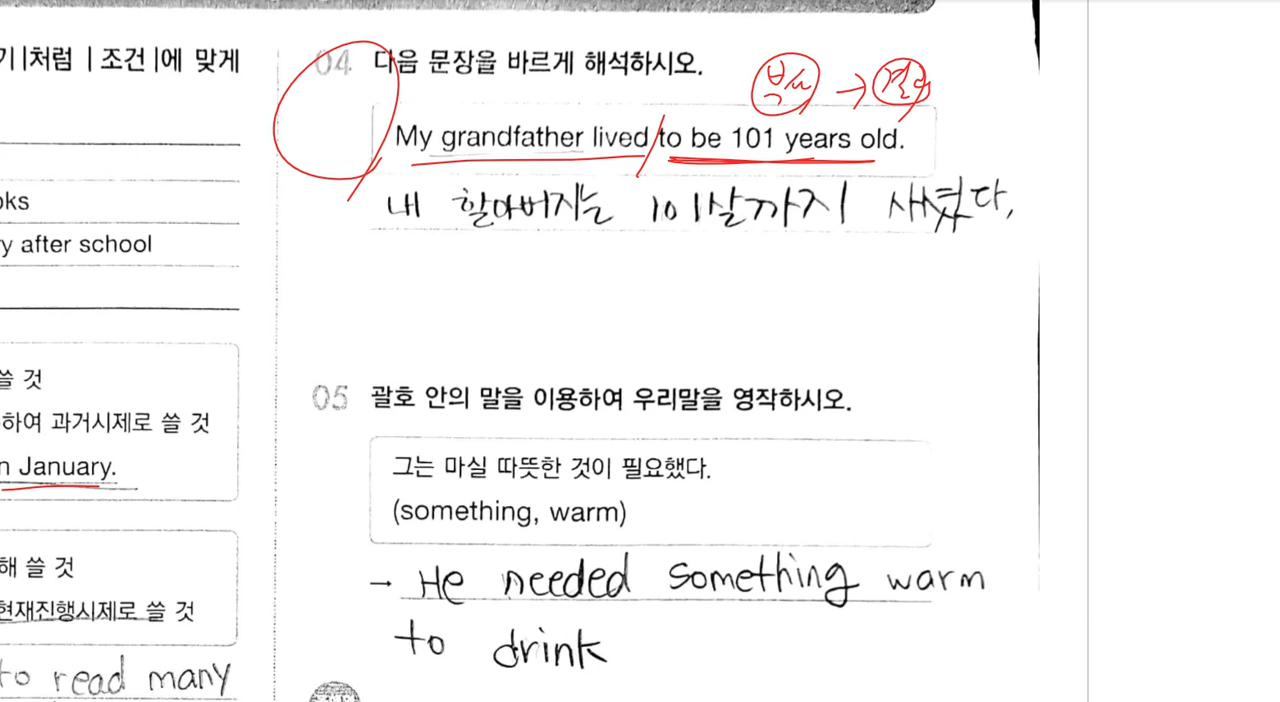 기|처럼 | 조건 |에 맞게
oks
y after school
쓸 것
하여 과거시제로 쓸 것
n January.
해 쓸 것
현재진행시제로 쓸 것
to read many
04 다음 문장을 바르게 해석하시오.
부사 → 결과
My grandfather lived / to be 101 years old.
내 할아버지는 101살까지 사셨다.
05 괄호 안의 말을 이용하여 우리말을 영작하시오.
그는 마실 따뜻한 것이 필요했다.
(something, warm)
→ He needed something warm
to drink